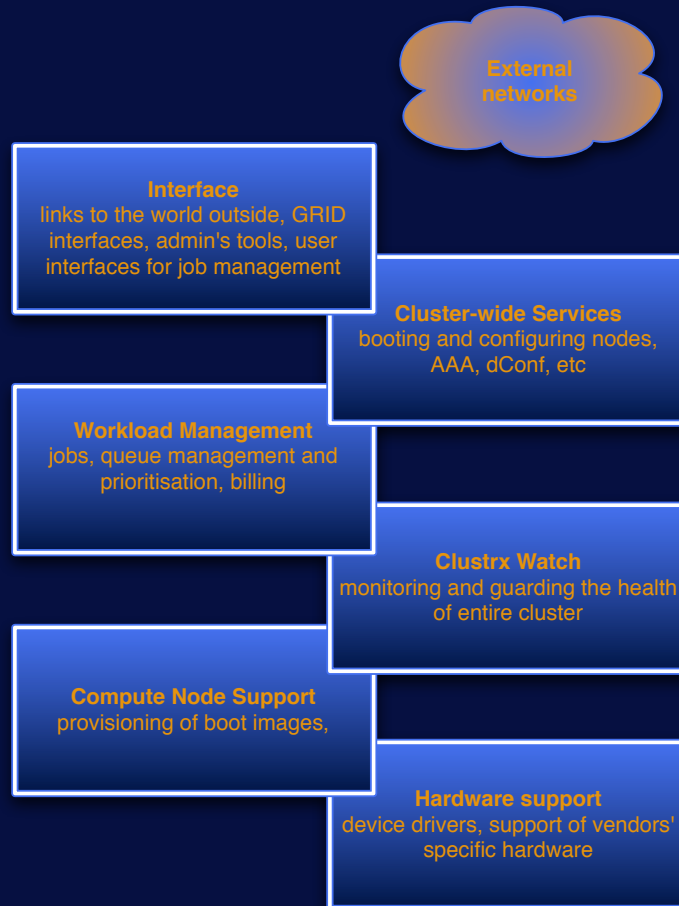 External
networks
Interface
links to the world outside, GRID
interfaces, admin's tools, user
interfaces for job management
Cluster-wide Services
booting and configuring nodes,
AAA, dConf, etc
Workload Management
jobs, queue management and
prioritisation, billing
Clustrx Watch
monitoring and guarding the health
of entire cluster
Compute Node Support
provisioning of boot images,
Hardware support
device drivers, support of vendors'
specific hardware